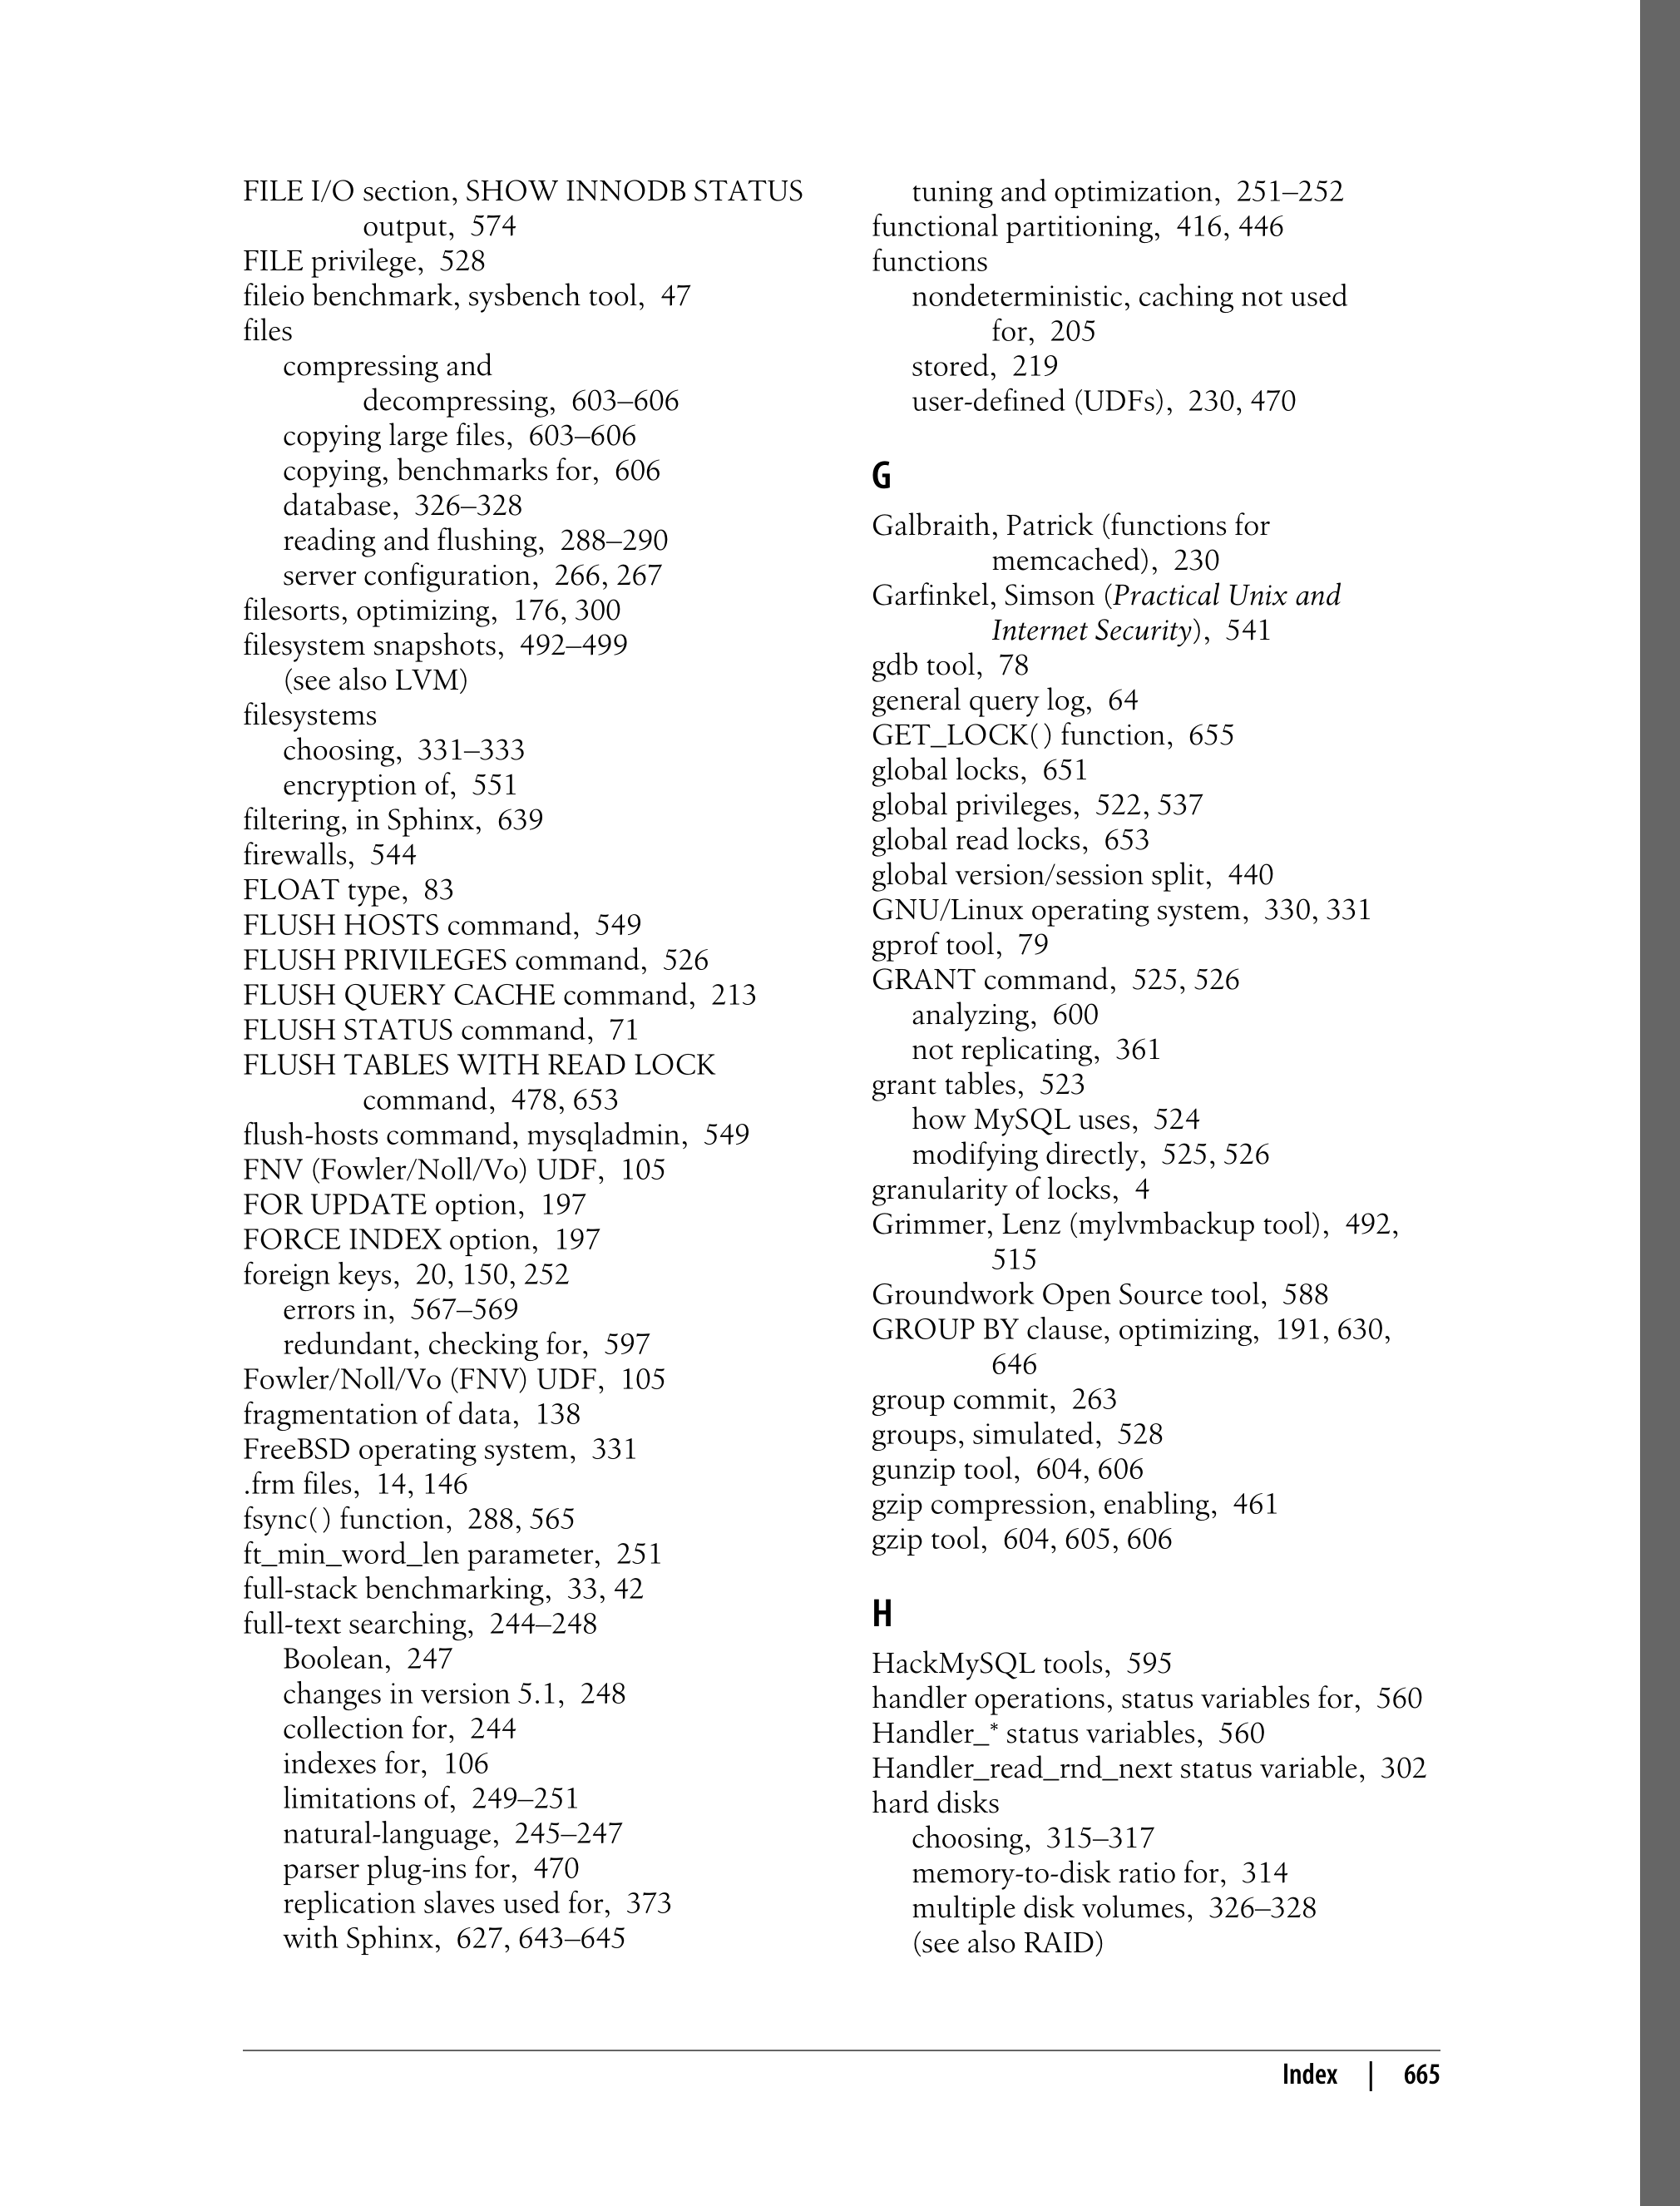 FILE I/O section, SHOW INNODB STATUS
output, 574
FILE privilege, 528
fileio benchmark, sysbench tool, 47
files
compressing and
decompressing, 603–606
copying large files, 603–606
copying, benchmarks for, 606
database, 326–328
reading and flushing, 288–290
server configuration, 266, 267
filesorts, optimizing, 176, 300
filesystem snapshots, 492–499
(see also LVM)
filesystems
choosing, 331–333
encryption of, 551
filtering, in Sphinx, 639
firewalls, 544
FLOAT type, 83
FLUSH HOSTS command, 549
FLUSH PRIVILEGES command, 526
FLUSH QUERY CACHE command, 213
FLUSH STATUS command, 71
FLUSH TABLES WITH READ LOCK
command, 478, 653
flush-hosts command, mysqladmin, 549
FNV (Fowler/Noll/Vo) UDF, 105
FOR UPDATE option, 197
FORCE INDEX option, 197
foreign keys, 20, 150, 252
errors in, 567–569
redundant, checking for, 597
Fowler/Noll/Vo (FNV) UDF, 105
fragmentation of data, 138
FreeBSD operating system, 331
.frm files, 14, 146
fsync() function, 288, 565
ft_min_word_len parameter, 251
full-stack benchmarking, 33, 42
full-text searching, 244–248
Boolean, 247
changes in version 5.1, 248
collection for, 244
indexes for, 106
limitations of, 249–251
natural-language, 245–247
parser plug-ins for, 470
replication slaves used for, 373
with Sphinx, 627, 643–645
tuning and optimization, 251–252
functional partitioning, 416, 446
functions
nondeterministic, caching not used
for, 205
stored, 219
user-defined (UDFs), 230, 470
G
Galbraith, Patrick (functions for
memcached), 230
Garfinkel, Simson (Practical Unix and
Internet Security), 541
gdb tool, 78
general query log, 64
GET_LOCK() function, 655
global locks, 651
global privileges, 522, 537
global read locks, 653
global version/session split, 440
GNU/Linux operating system, 330, 331
gprof tool, 79
GRANT command, 525, 526
analyzing, 600
not replicating, 361
grant tables, 523
how MySQL uses, 524
modifying directly, 525, 526
granularity of locks, 4
Grimmer, Lenz (mylvmbackup tool), 492,
515
Groundwork Open Source tool, 588
GROUP BY clause, optimizing, 191, 630,
646
group commit, 263
groups, simulated, 528
gunzip tool, 604, 606
gzip compression, enabling, 461
gzip tool, 604, 605, 606
H
HackMySQL tools, 595
handler operations, status variables for, 560
Handler_* status variables, 560
Handler_read_rnd_next status variable, 302
hard disks
choosing, 315–317
memory-to-disk ratio for, 314
multiple disk volumes, 326–328
(see also RAID)
Index | 665